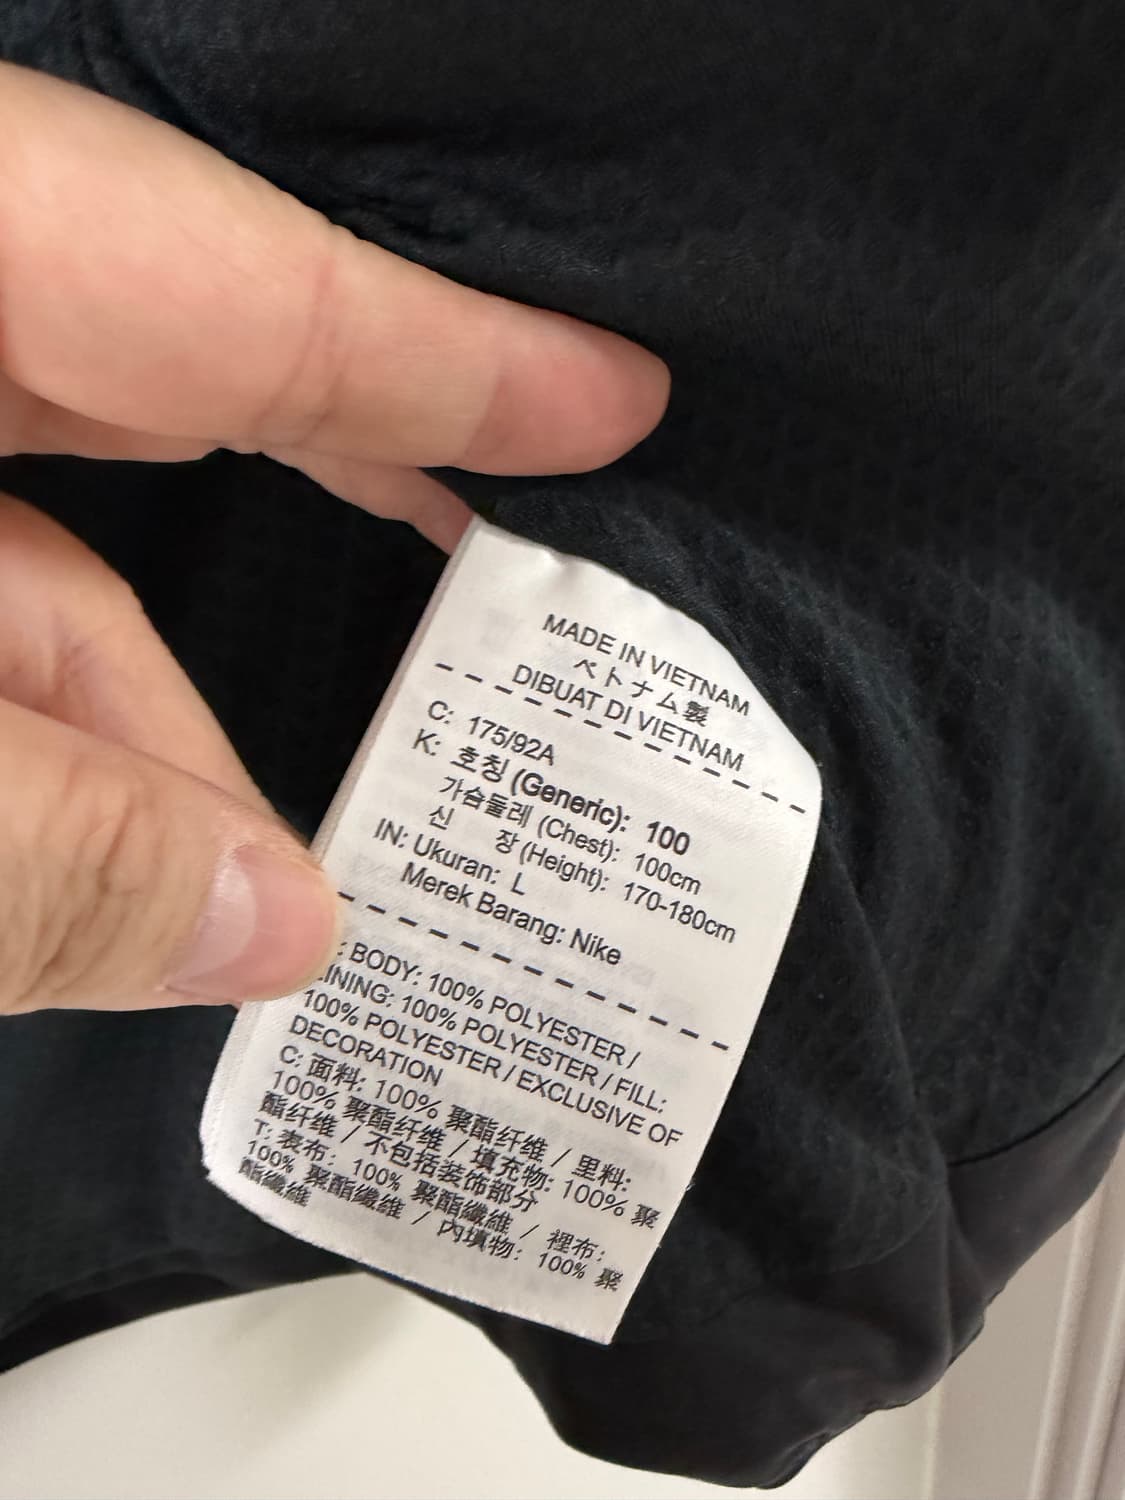 MADE IN VIETNAM
ベトナム製
DIBUAT DI VIETNAM
C: 175/92A
K: 호칭 (Generic): 100
가슴둘레 (Chest): 100cm
신 장 (Height): 170-180cm
IN: Ukuran: L
Merek Barang: Nike
: BODY: 100% POLYESTER /
LINING: 100% POLYESTER / FILL:
100% POLYESTER / EXCLUSIVE OF
DECORATION
C: 面料: 100% 聚酯纤维 / 里料:
100% 聚酯纤维 / 填充物: 100% 聚
酯纤维 / 不包括装饰部分
T: 表布: 100% 聚酯纖維 / 裡布:
100% 聚酯纖維 / 內填物: 100% 聚
酯纖維